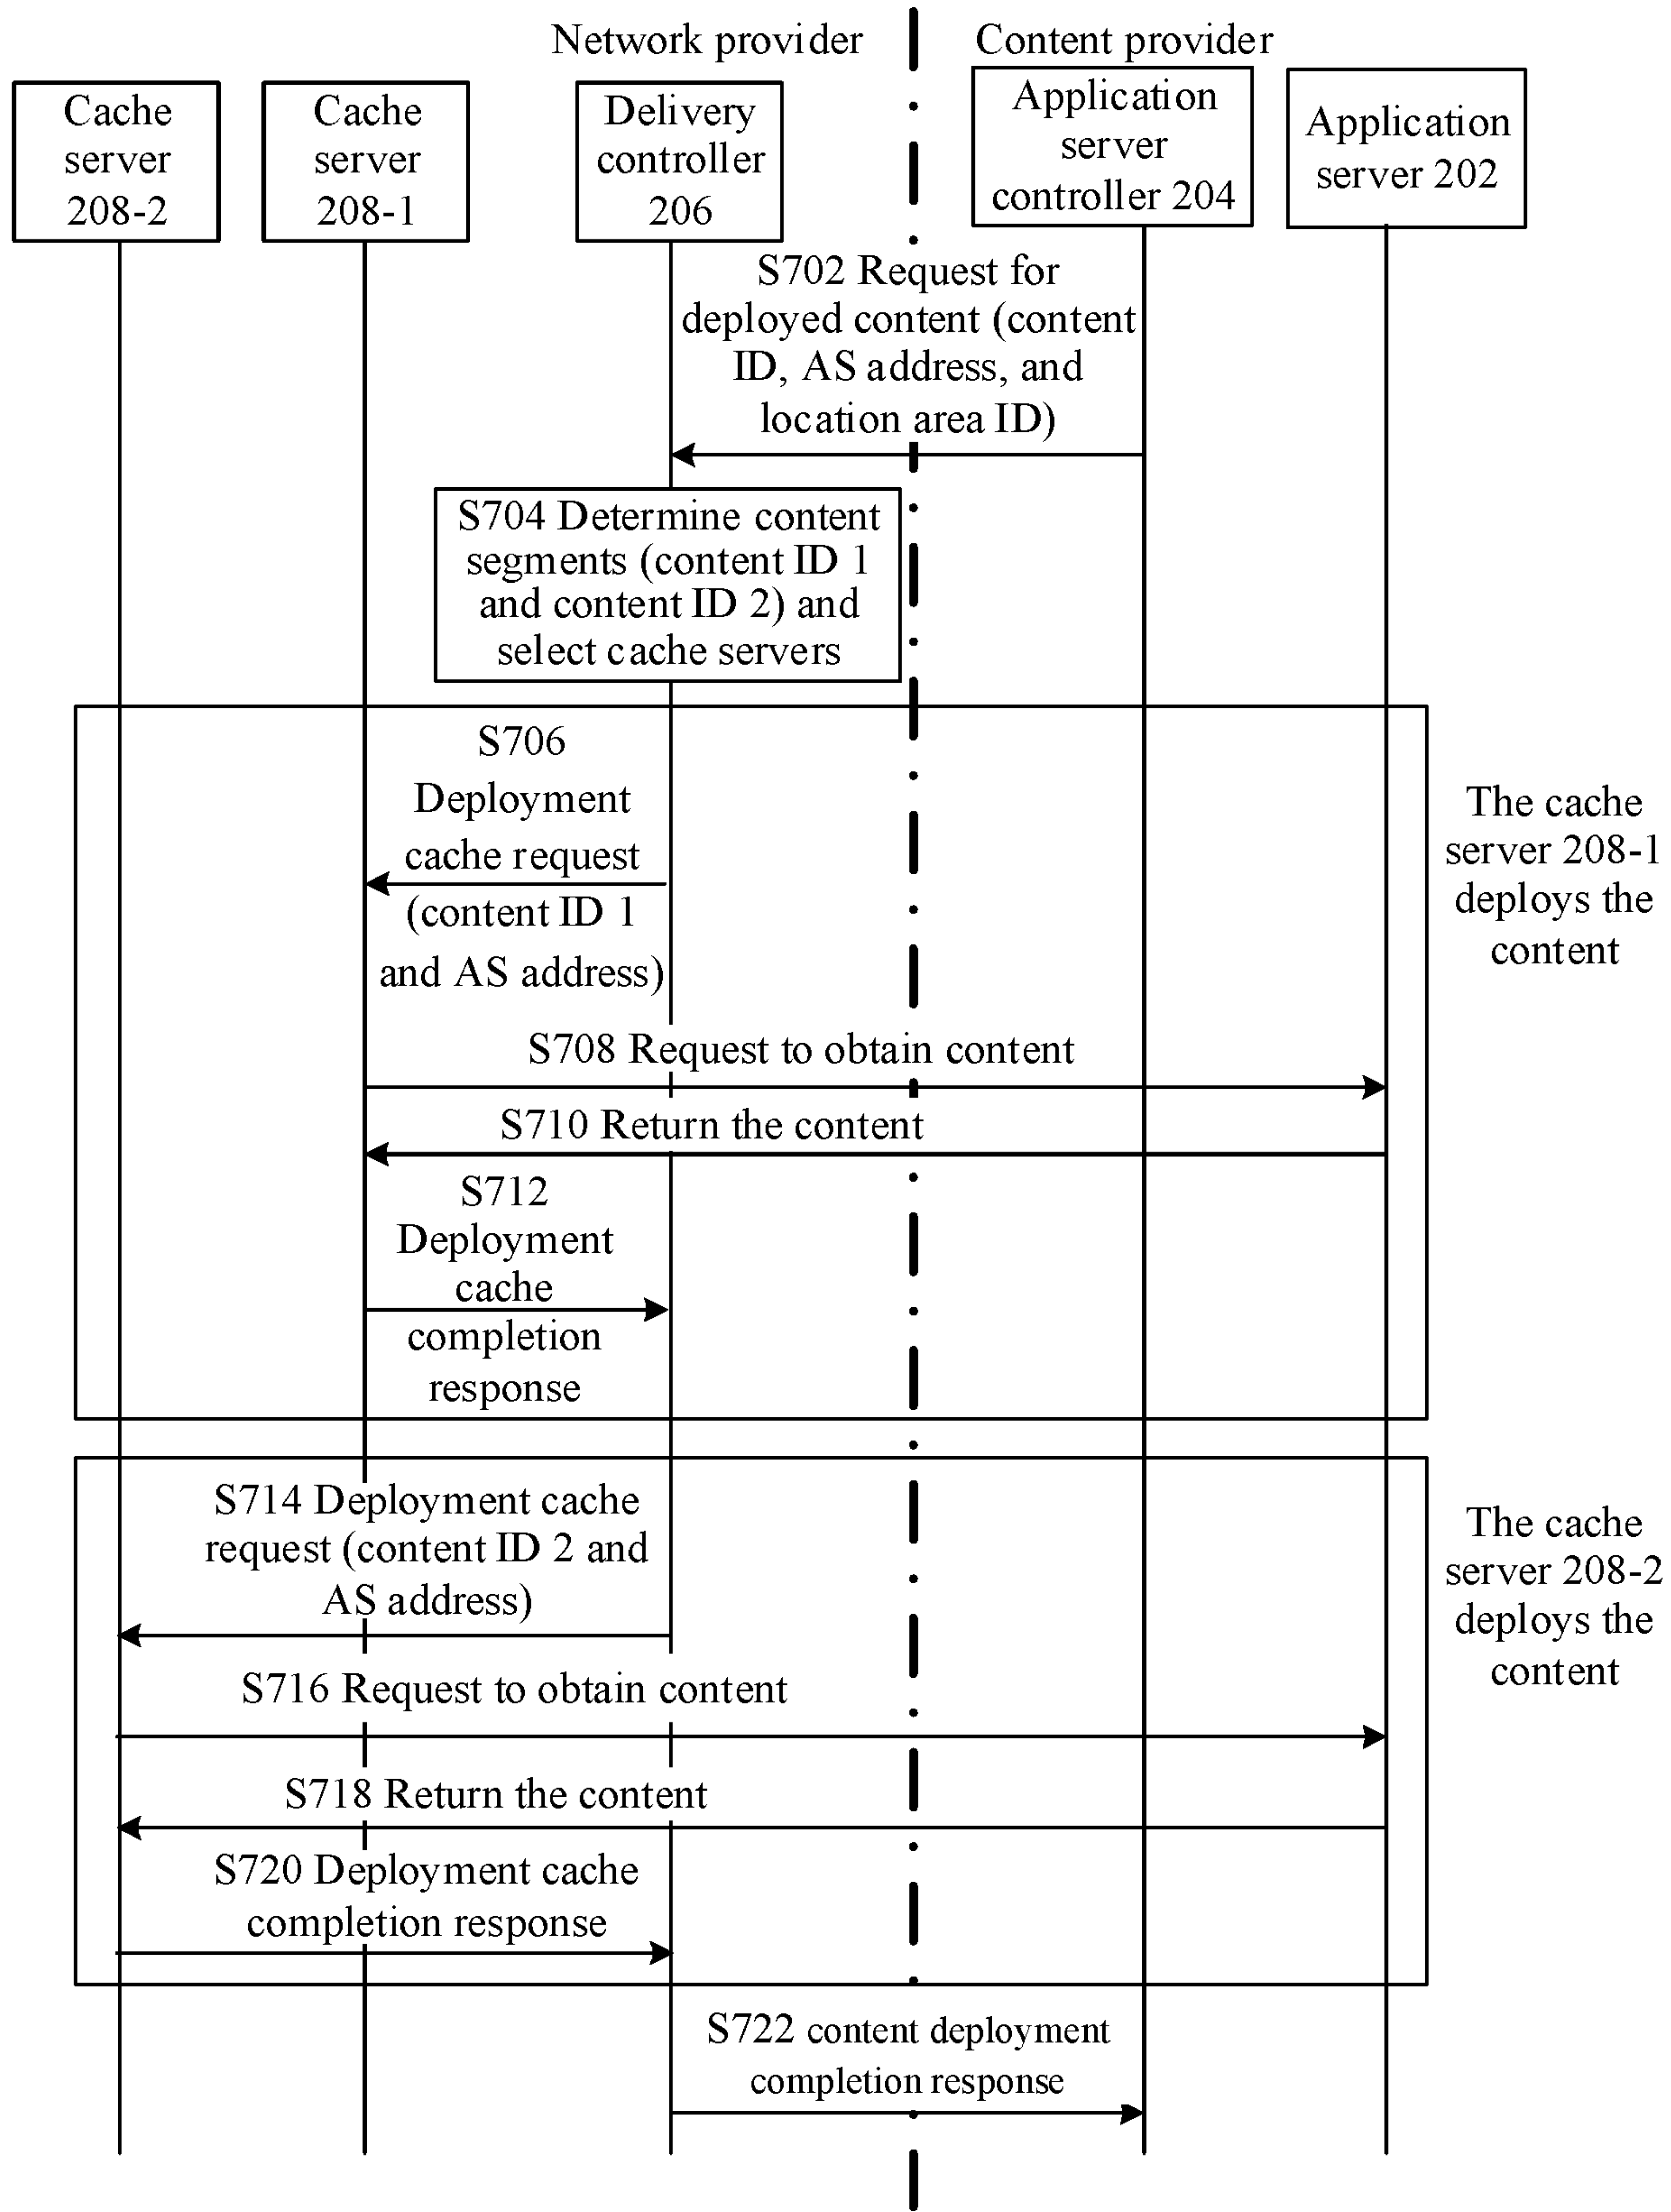 Network provider
Content provider
Cache
server
208-2
Cache
server
208-1
Delivery
controller
206
Application
server
controller 204
Application
server 202
S702 Request for
deployed content (content
ID, AS address, and
location area ID)
S704 Determine content
segments (content ID 1
and content ID 2) and
select cache servers
S706
Deployment
cache request
(content ID 1
and AS address)
The cache
server 208-1
deploys the
content
S708 Request to obtain content
S710 Return the content
S712
Deployment
cache
completion
response
S714 Deployment cache
request (content ID 2 and
AS address)
The cache
server 208-2
deploys the
content
S716 Request to obtain content
S718 Return the content
S720 Deployment cache
completion response
S722 content deployment
completion response